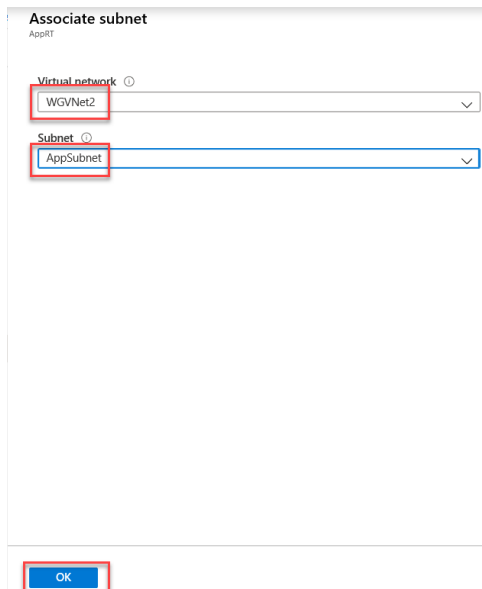 Associate subnet
AppRT
Virtual network
WGVNet2
Subnet
AppSubnet
OK